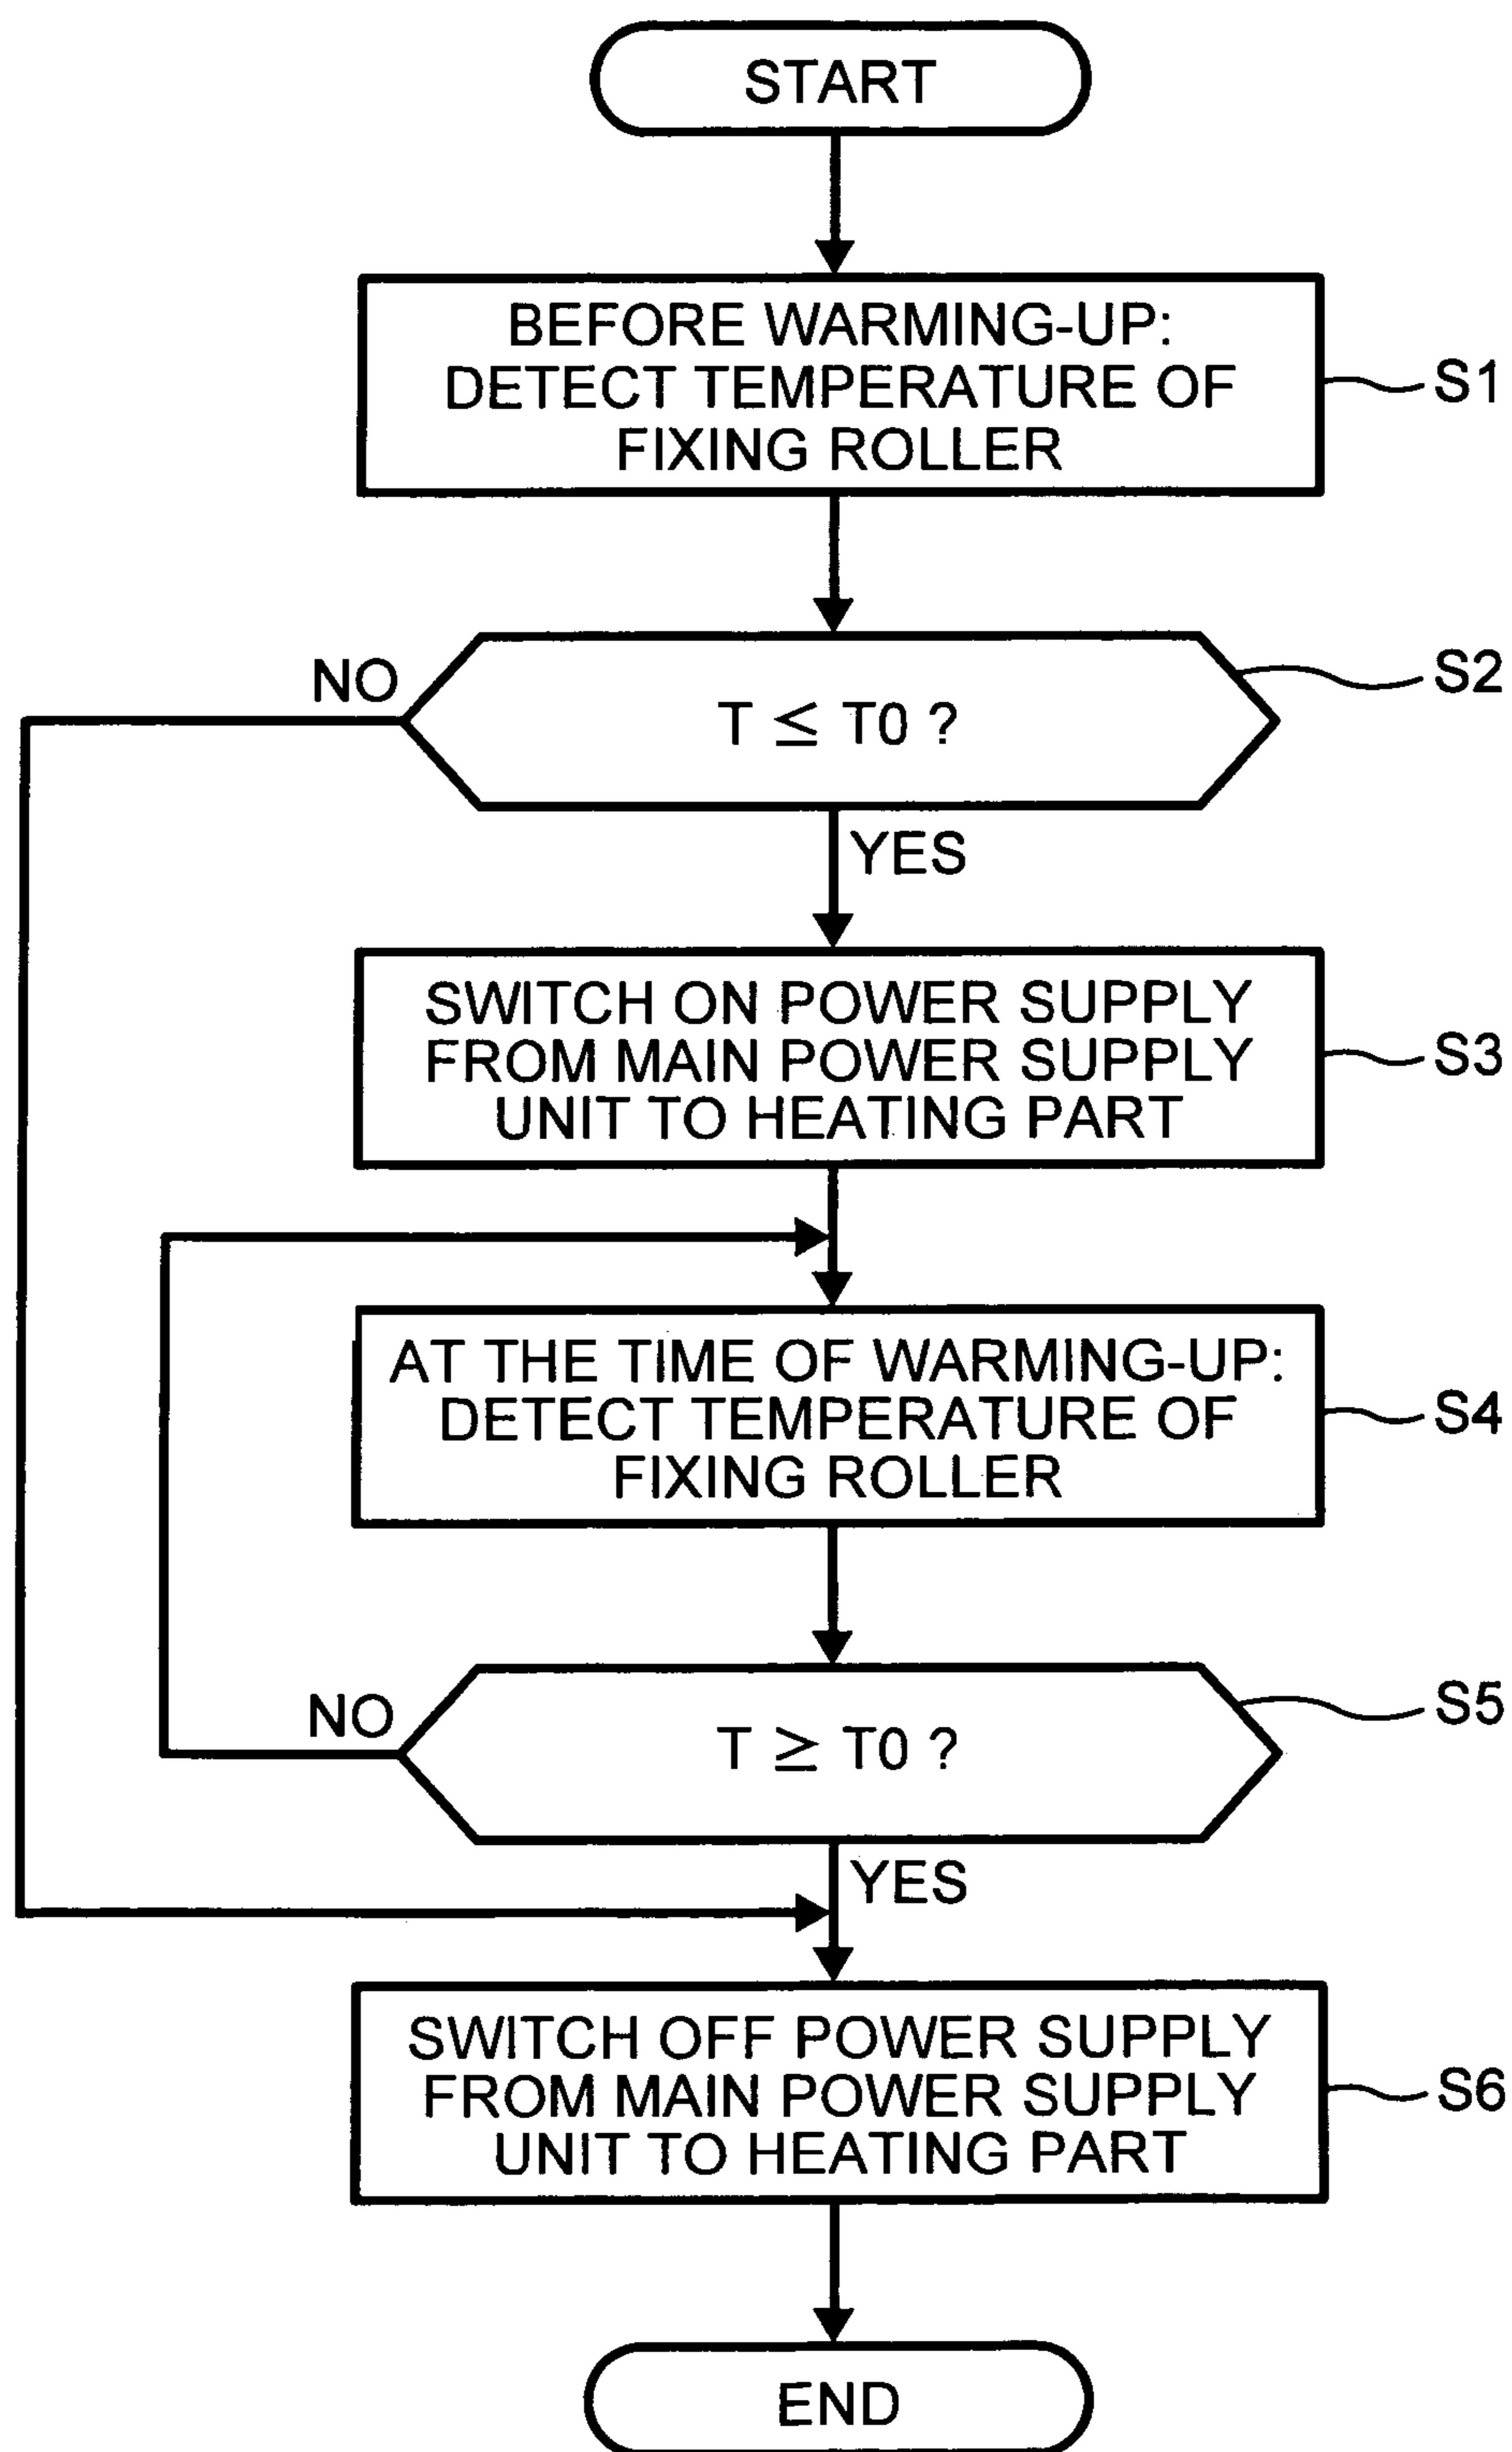 START
BEFORE WARMING-UP:
DETECT TEMPERATURE OF
FIXING ROLLER
S1
NO
T ≤ T0 ?
S2
YES
SWITCH ON POWER SUPPLY
FROM MAIN POWER SUPPLY
UNIT TO HEATING PART
S3
AT THE TIME OF WARMING-UP:
DETECT TEMPERATURE OF
FIXING ROLLER
S4
NO
T ≥ T0 ?
S5
YES
SWITCH OFF POWER SUPPLY
FROM MAIN POWER SUPPLY
UNIT TO HEATING PART
S6
END